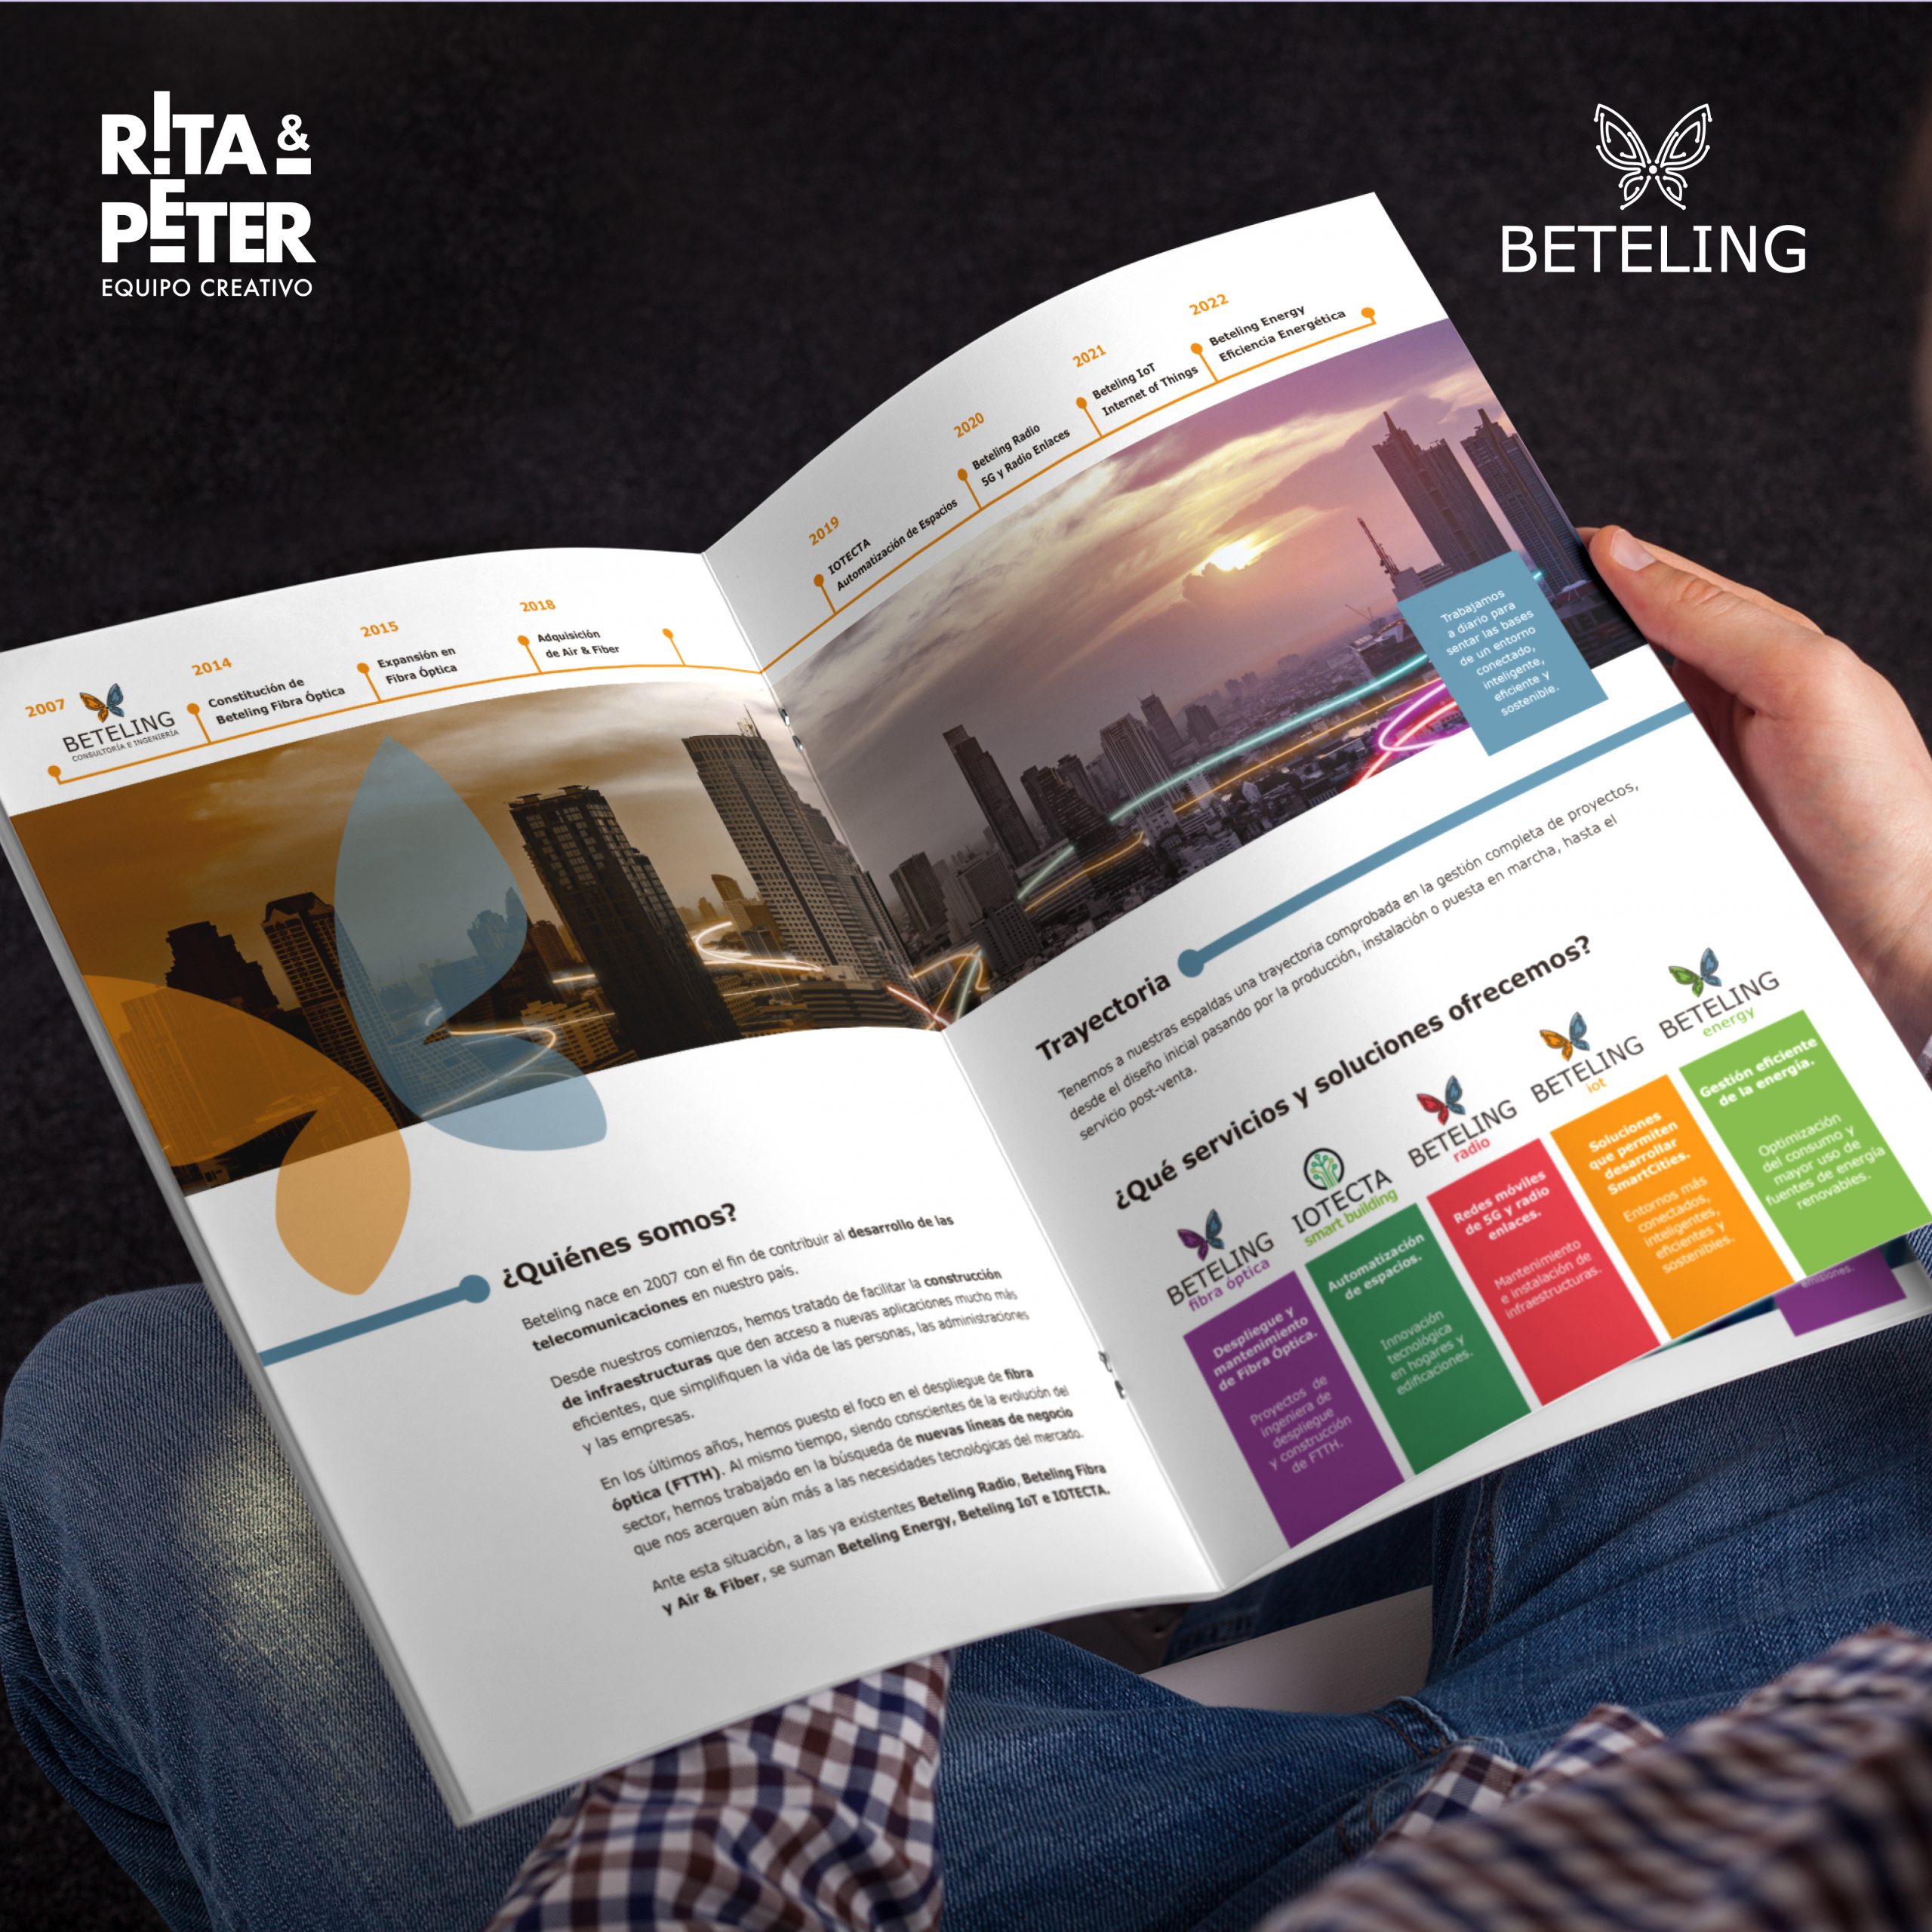 R!TA &
PETER
EQUIPO CREATIVO
BETELING
2007
BETELING
CONSULTORÍA E INGENIERÍA
2014
Constitución de
Beteling Fibra Óptica
2015
Expansión en
Fibra Óptica
2018
Adquisición
de Air & Fiber
2019
IOTECTA
Automatización de Espacios
2020
Beteling Radio
5G y Radio Enlaces
2021
Beteling IoT
Internet of Things
2022
Beteling Energy
Eficiencia Energética
¿Quiénes somos?
Beteling nace en 2007 con el fin de contribuir al desarrollo de las
telecomunicaciones en nuestro país.
Desde nuestros comienzos, hemos tratado de facilitar la construcción
de infraestructuras que den acceso a nuevas aplicaciones mucho más
eficientes, que simplifiquen la vida de las personas, las administraciones
y las empresas.
En los últimos años, hemos puesto el foco en el despliegue de fibra
óptica (FTTH). Al mismo tiempo, siendo conscientes de la evolución del
sector, hemos trabajado en la búsqueda de nuevas líneas de negocio
que nos acerquen aún más a las necesidades tecnológicas del mercado.
Ante esta situación, a las ya existentes Beteling Radio, Beteling Fibra
y Air & Fiber, se suman Beteling Energy, Beteling IoT e IOTECTA.
Trabajamos
a diario para
sentar las bases
de un entorno
conectado,
inteligente,
eficiente y
sostenible.
Trayectoria
Tenemos a nuestras espaldas una trayectoria comprobada en la gestión completa de proyectos,
desde el diseño inicial pasando por la producción, instalación o puesta en marcha, hasta el
servicio post-venta.
¿Qué servicios y soluciones ofrecemos?
BETELING
fibra óptica
Despliegue y
mantenimiento
de Fibra Óptica.
Proyectos de
ingeniera de
despliegue
y construcción
de FTTH.
IOTECTA
smart building
Automatización
de espacios.
Innovación
tecnológica
en hogares y
edificaciones.
BETELING
radio
Redes móviles
de 5G y radio
enlaces.
Mantenimiento
e instalación de
infraestructuras.
BETELING
iot
Soluciones
que permiten
desarrollar
SmartCities.
Entornos más
conectados,
inteligentes,
eficientes y
sostenibles.
BETELING
energy
Gestión eficiente
de la energía.
Optimización
del consumo y
mayor uso de
fuentes de energía
renovables.
emisiones.